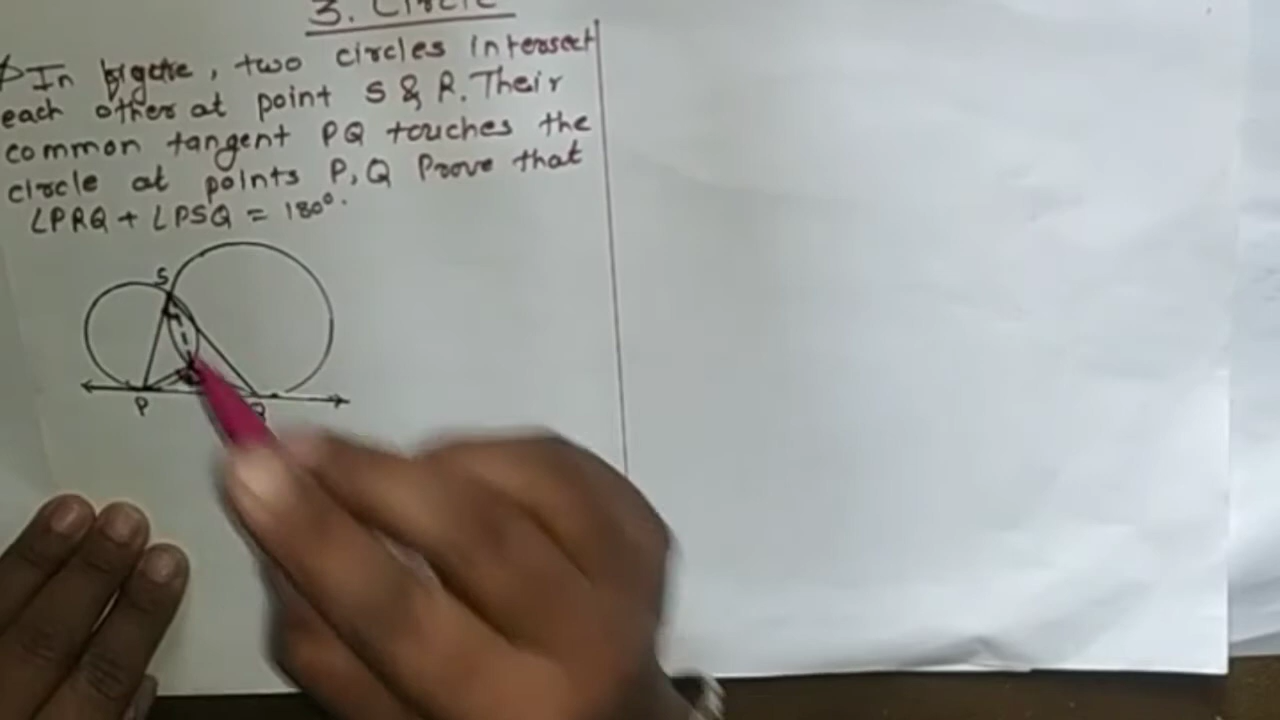 3. Circle
In figure, two circles intersect
each other at point S & R. Their
common tangent PQ touches the
circle at points P, Q Prove that
∠PRQ + ∠PSQ = 180°.
S
P Q